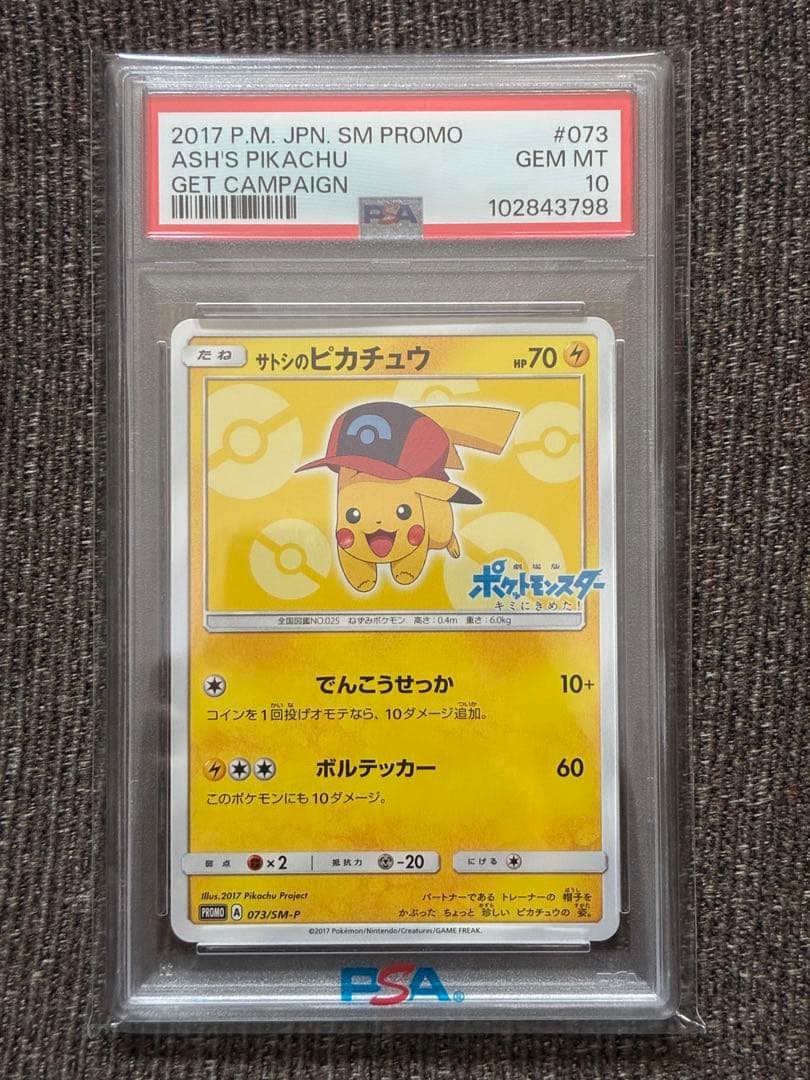 2017 P.M. JPN. SM PROMO #073
ASH'S PIKACHU GEM MT
GET CAMPAIGN 10
PSA 102843798
たね サトシのピカチュウ HP70
劇場版
ポケットモンスター
キミにきめた!
全国図鑑NO.025 ねずみポケモン 高さ:0.4m 重さ:6.0kg
でんこうせっか 10+
コインを1回投げオモテなら、10ダメージ追加。
ボルテッカー 60
このポケモンにも10ダメージ。
弱点 ×2 抵抗力 -20 にげる
Illus.2017 Pikachu Project
パートナーである トレーナーの 帽子を
かぶった ちょっと 珍しい ピカチュウの 姿。
PROMO A 073/SM-P
©2017 Pokémon/Nintendo/Creatures/GAME FREAK.
PSA®